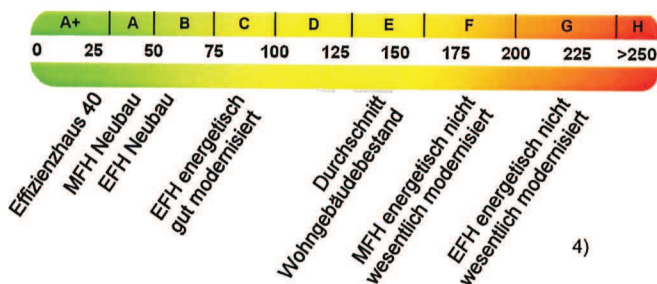 A+ A B C D E F G H
0 25 50 75 100 125 150 175 200 225 >250
Effizienzhaus 40
MFH Neubau
EFH Neubau
EFH energetisch
gut modernisiert
Durchschnitt
Wohngebäudebestand
MFH energetisch nicht
wesentlich modernisiert
EFH energetisch nicht
wesentlich modernisiert
4)